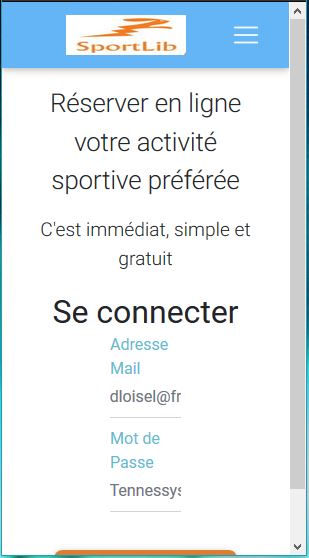 SportLib
Réserver en ligne
votre activité
sportive préférée
C'est immédiat, simple et
gratuit
Se connecter
Adresse
Mail
dloisel@fr
Mot de
Passe
Tennessys